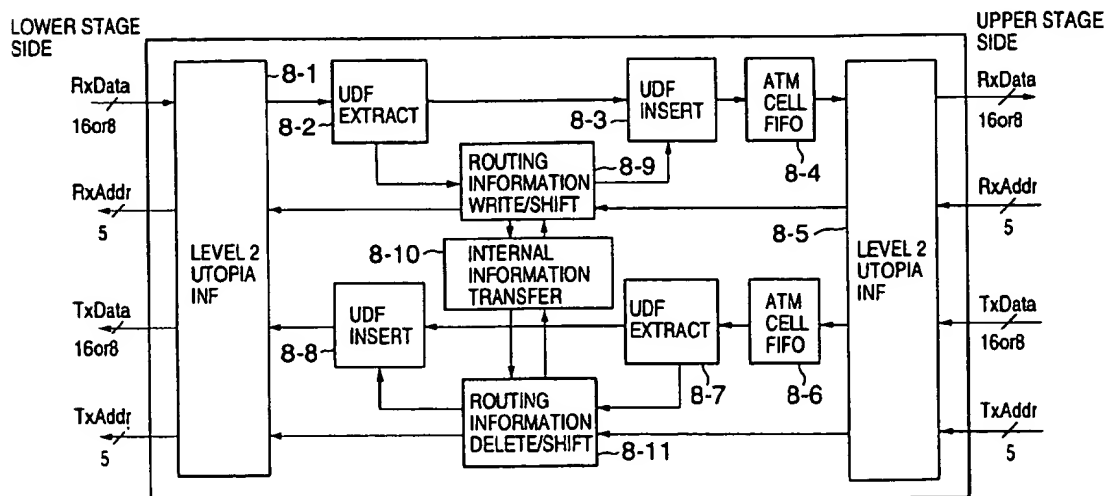 LOWER STAGE
SIDE
UPPER STAGE
SIDE
RxData
16or8
8-1
UDF
EXTRACT
8-2
UDF
INSERT
8-3
ATM
CELL
FIFO
8-4
RxData
16or8
ROUTING
INFORMATION
WRITE/SHIFT
8-9
RxAddr
5
RxAddr
5
8-5
LEVEL 2
UTOPIA
INF
8-10
INTERNAL
INFORMATION
TRANSFER
LEVEL 2
UTOPIA
INF
TxData
16or8
UDF
INSERT
8-8
UDF
EXTRACT
8-7
ATM
CELL
FIFO
8-6
TxData
16or8
TxAddr
5
ROUTING
INFORMATION
DELETE/SHIFT
8-11
TxAddr
5